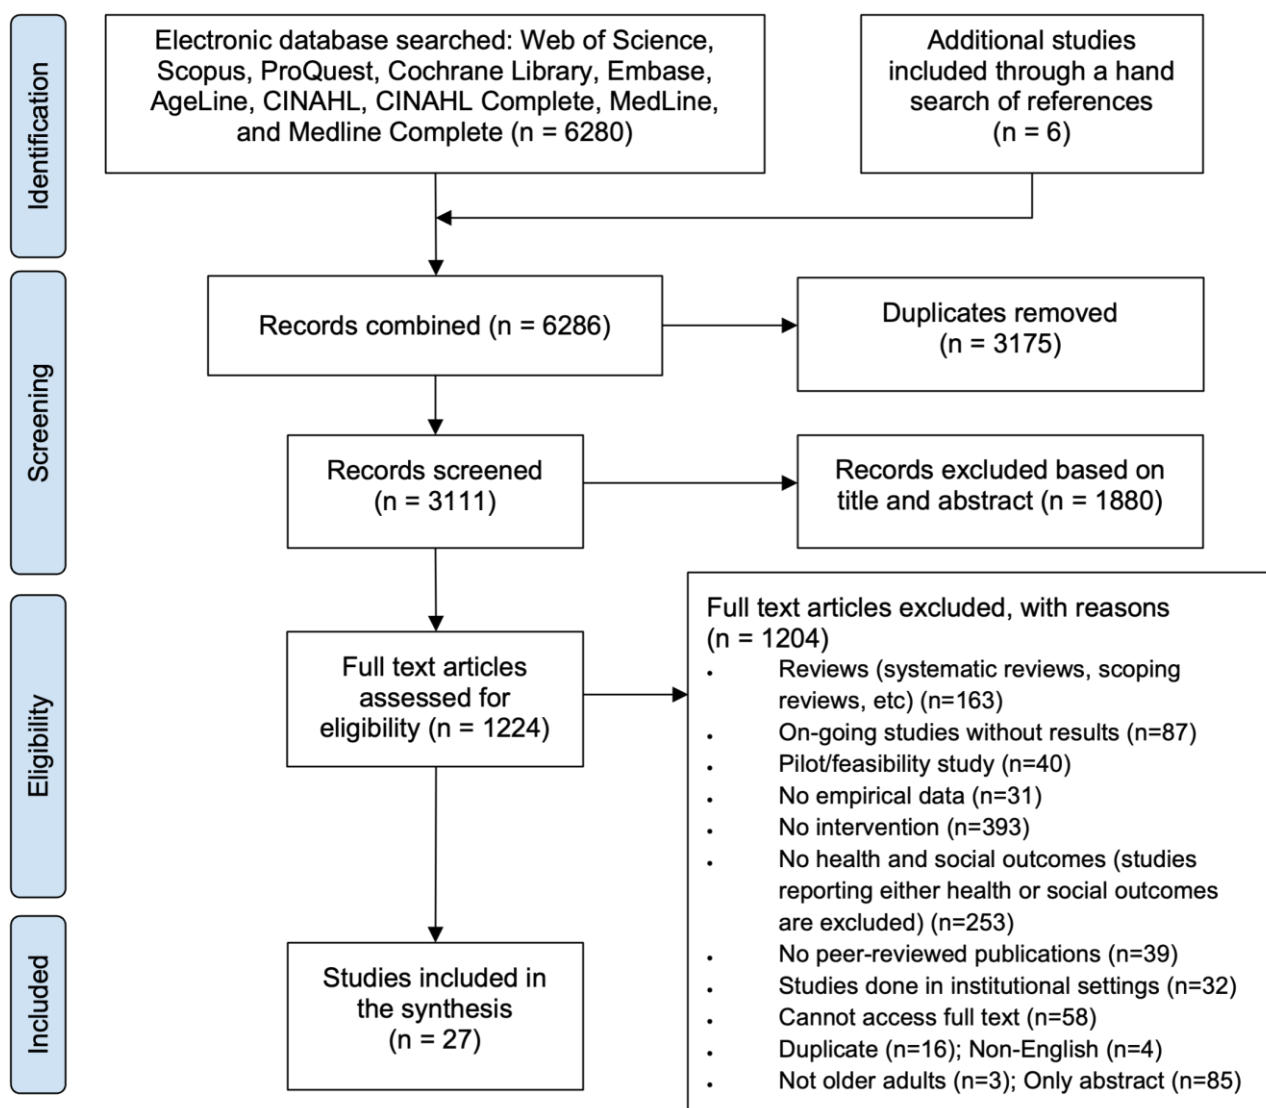 Identification
Electronic database searched: Web of Science,
Scopus, ProQuest, Cochrane Library, Embase,
AgeLine, CINAHL, CINAHL Complete, MedLine,
and Medline Complete (n = 6280)
Additional studies
included through a hand
search of references
(n = 6)
Screening
Records combined (n = 6286)
Duplicates removed
(n = 3175)
Records screened
(n = 3111)
Records excluded based on
title and abstract (n = 1880)
Eligibility
Full text articles
assessed for
eligibility (n = 1224)
Full text articles excluded, with reasons
(n = 1204)
• Reviews (systematic reviews, scoping
reviews, etc) (n=163)
• On-going studies without results (n=87)
• Pilot/feasibility study (n=40)
• No empirical data (n=31)
• No intervention (n=393)
• No health and social outcomes (studies
reporting either health or social outcomes
are excluded) (n=253)
• No peer-reviewed publications (n=39)
• Studies done in institutional settings (n=32)
• Cannot access full text (n=58)
• Duplicate (n=16); Non-English (n=4)
• Not older adults (n=3); Only abstract (n=85)
Included
Studies included in
the synthesis
(n = 27)